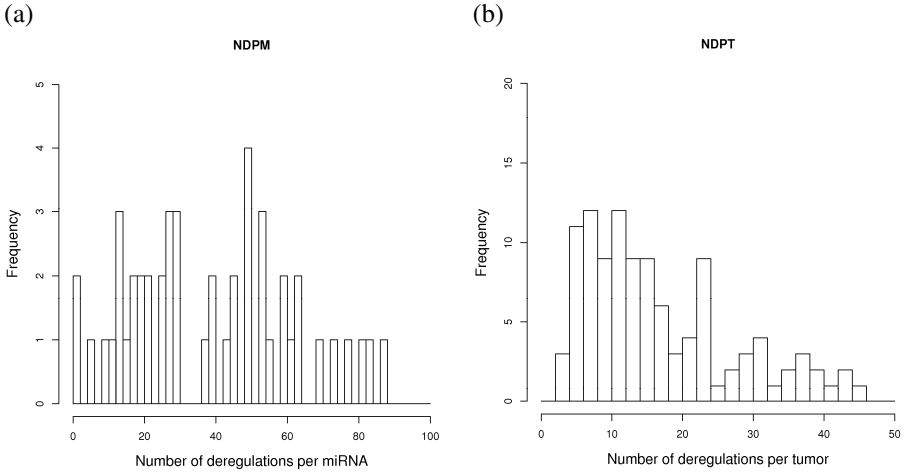 (a)
NDPM
Frequency
5
4
3
2
1
0
0 20 40 60 80 100
Number of deregulations per miRNA
(b)
NDPT
Frequency
20
15
10
5
0
0 10 20 30 40 50
Number of deregulations per tumor